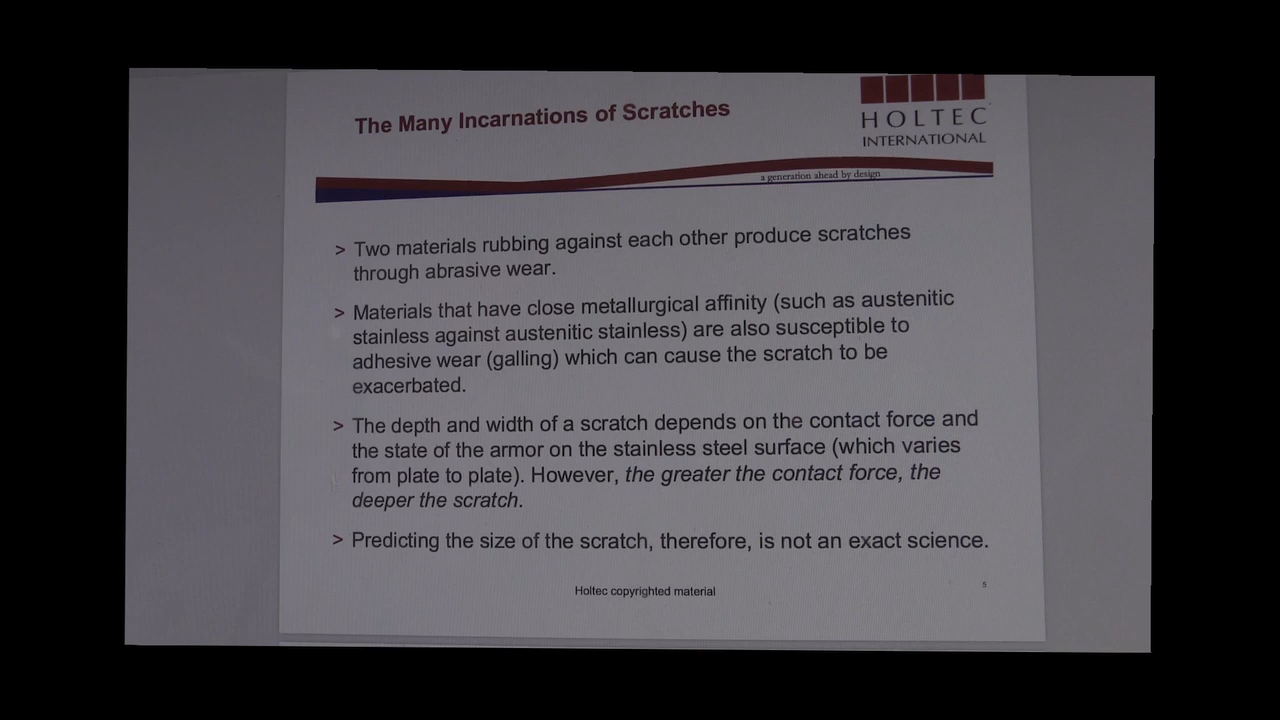 The Many Incarnations of Scratches
HOLTEC
INTERNATIONAL
a generation ahead by design
> Two materials rubbing against each other produce scratches
through abrasive wear.
> Materials that have close metallurgical affinity (such as austenitic
stainless against austenitic stainless) are also susceptible to
adhesive wear (galling) which can cause the scratch to be
exacerbated.
> The depth and width of a scratch depends on the contact force and
the state of the armor on the stainless steel surface (which varies
from plate to plate). However, the greater the contact force, the
deeper the scratch.
> Predicting the size of the scratch, therefore, is not an exact science.
Holtec copyrighted material
5